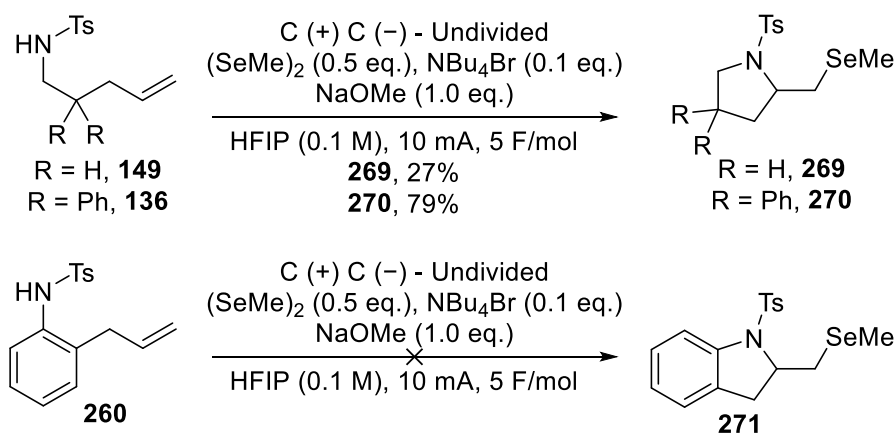 Ts
HN
R R
R = H, 149
R = Ph, 136
C (+) C (−) - Undivided
(SeMe)2 (0.5 eq.), NBu4Br (0.1 eq.)
NaOMe (1.0 eq.)
HFIP (0.1 M), 10 mA, 5 F/mol
269, 27%
270, 79%
Ts
N
SeMe
R
R
R = H, 269
R = Ph, 270
Ts
HN
260
C (+) C (−) - Undivided
(SeMe)2 (0.5 eq.), NBu4Br (0.1 eq.)
NaOMe (1.0 eq.)
HFIP (0.1 M), 10 mA, 5 F/mol
Ts
N
SeMe
271